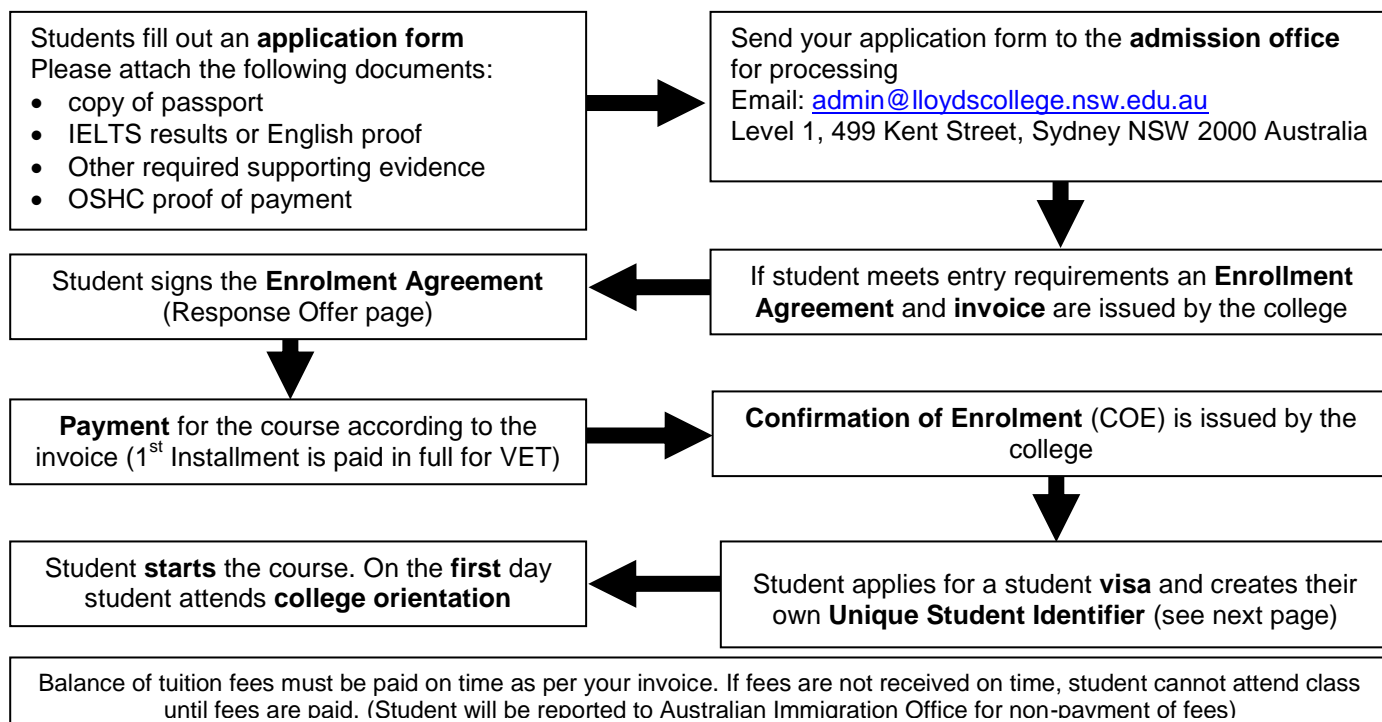 Students fill out an application form
Please attach the following documents:
• copy of passport
• IELTS results or English proof
• Other required supporting evidence
• OSHC proof of payment
Send your application form to the admission office
for processing
Email: admin@lloydscollege.nsw.edu.au
Level 1, 499 Kent Street, Sydney NSW 2000 Australia
If student meets entry requirements an Enrollment
Agreement and invoice are issued by the college
Student signs the Enrolment Agreement
(Response Offer page)
Payment for the course according to the
invoice (1st Installment is paid in full for VET)
Confirmation of Enrolment (COE) is issued by the
college
Student applies for a student visa and creates their
own Unique Student Identifier (see next page)
Student starts the course. On the first day
student attends college orientation
Balance of tuition fees must be paid on time as per your invoice. If fees are not received on time, student cannot attend class
until fees are paid. (Student will be reported to Australian Immigration Office for non-payment of fees)